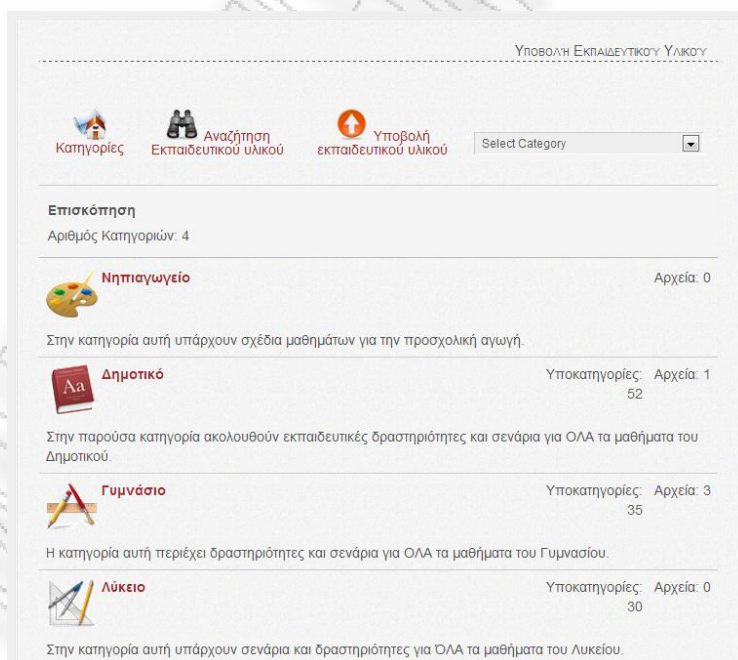 Υποβολή Εκπαιδευτικού Υλικού
Κατηγορίες
Αναζήτηση
Εκπαιδευτικού υλικού
Υποβολή
εκπαιδευτικού υλικού
Select Category
Επισκόπηση
Αριθμός Κατηγοριών: 4
Νηπιαγωγείο Αρχεία: 0
Στην κατηγορία αυτή υπάρχουν σχέδια μαθημάτων για την προσχολική αγωγή.
Aa
Δημοτικό Υποκατηγορίες: Αρχεία: 1
52
Στην παρούσα κατηγορία ακολουθούν εκπαιδευτικές δραστηριότητες και σενάρια για ΟΛΑ τα μαθήματα του
Δημοτικού.
Γυμνάσιο Υποκατηγορίες: Αρχεία: 3
35
Η κατηγορία αυτή περιέχει δραστηριότητες και σενάρια για ΟΛΑ τα μαθήματα του Γυμνασίου.
Λύκειο Υποκατηγορίες: Αρχεία: 0
30
Στην κατηγορία αυτή υπάρχουν σενάρια και δραστηριότητες για ΌΛΑ τα μαθήματα του Λυκείου.